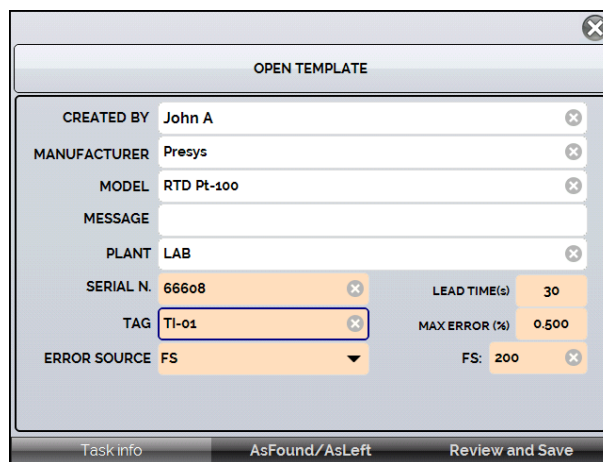 OPEN TEMPLATE
CREATED BY John A
MANUFACTURER Presys
MODEL RTD Pt-100
MESSAGE
PLANT LAB
SERIAL N. 66608 LEAD TIME(s) 30
TAG TI-01 MAX ERROR (%) 0.500
ERROR SOURCE FS FS: 200
Task info AsFound/AsLeft Review and Save